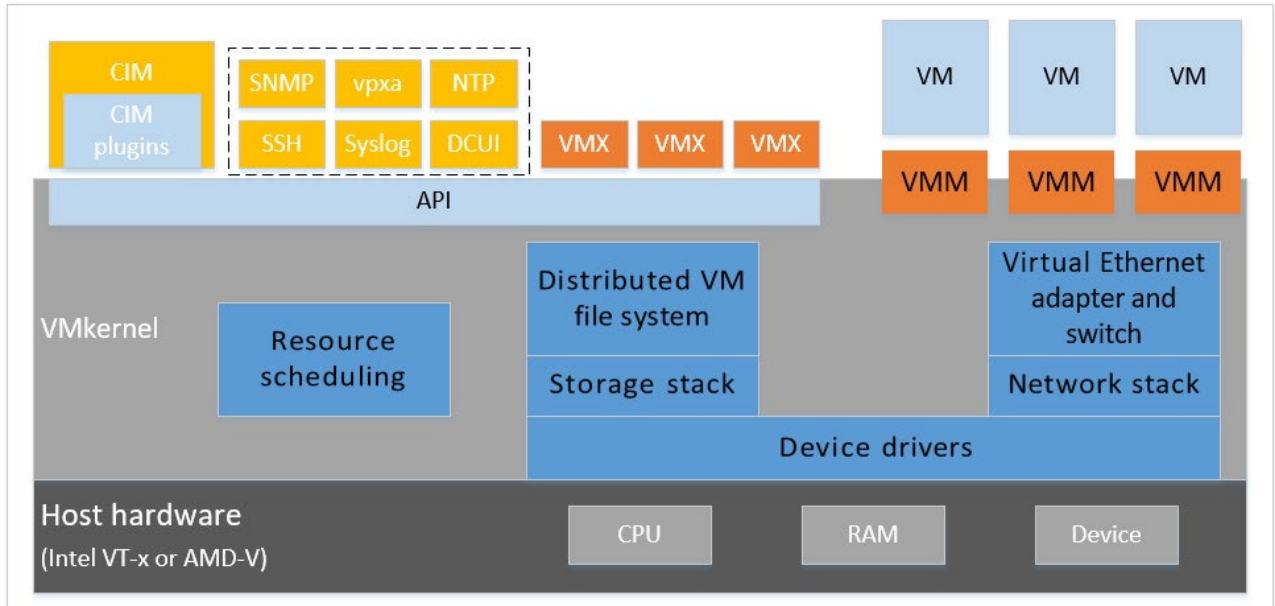 CIM
CIM
plugins
SNMP vpxa NTP
SSH Syslog DCUI
VMX VMX VMX
VM VM VM
VMM VMM VMM
API
VMkernel
Resource
scheduling
Distributed VM
file system
Storage stack
Virtual Ethernet
adapter and
switch
Network stack
Device drivers
Host hardware
(Intel VT-x or AMD-V)
CPU RAM Device